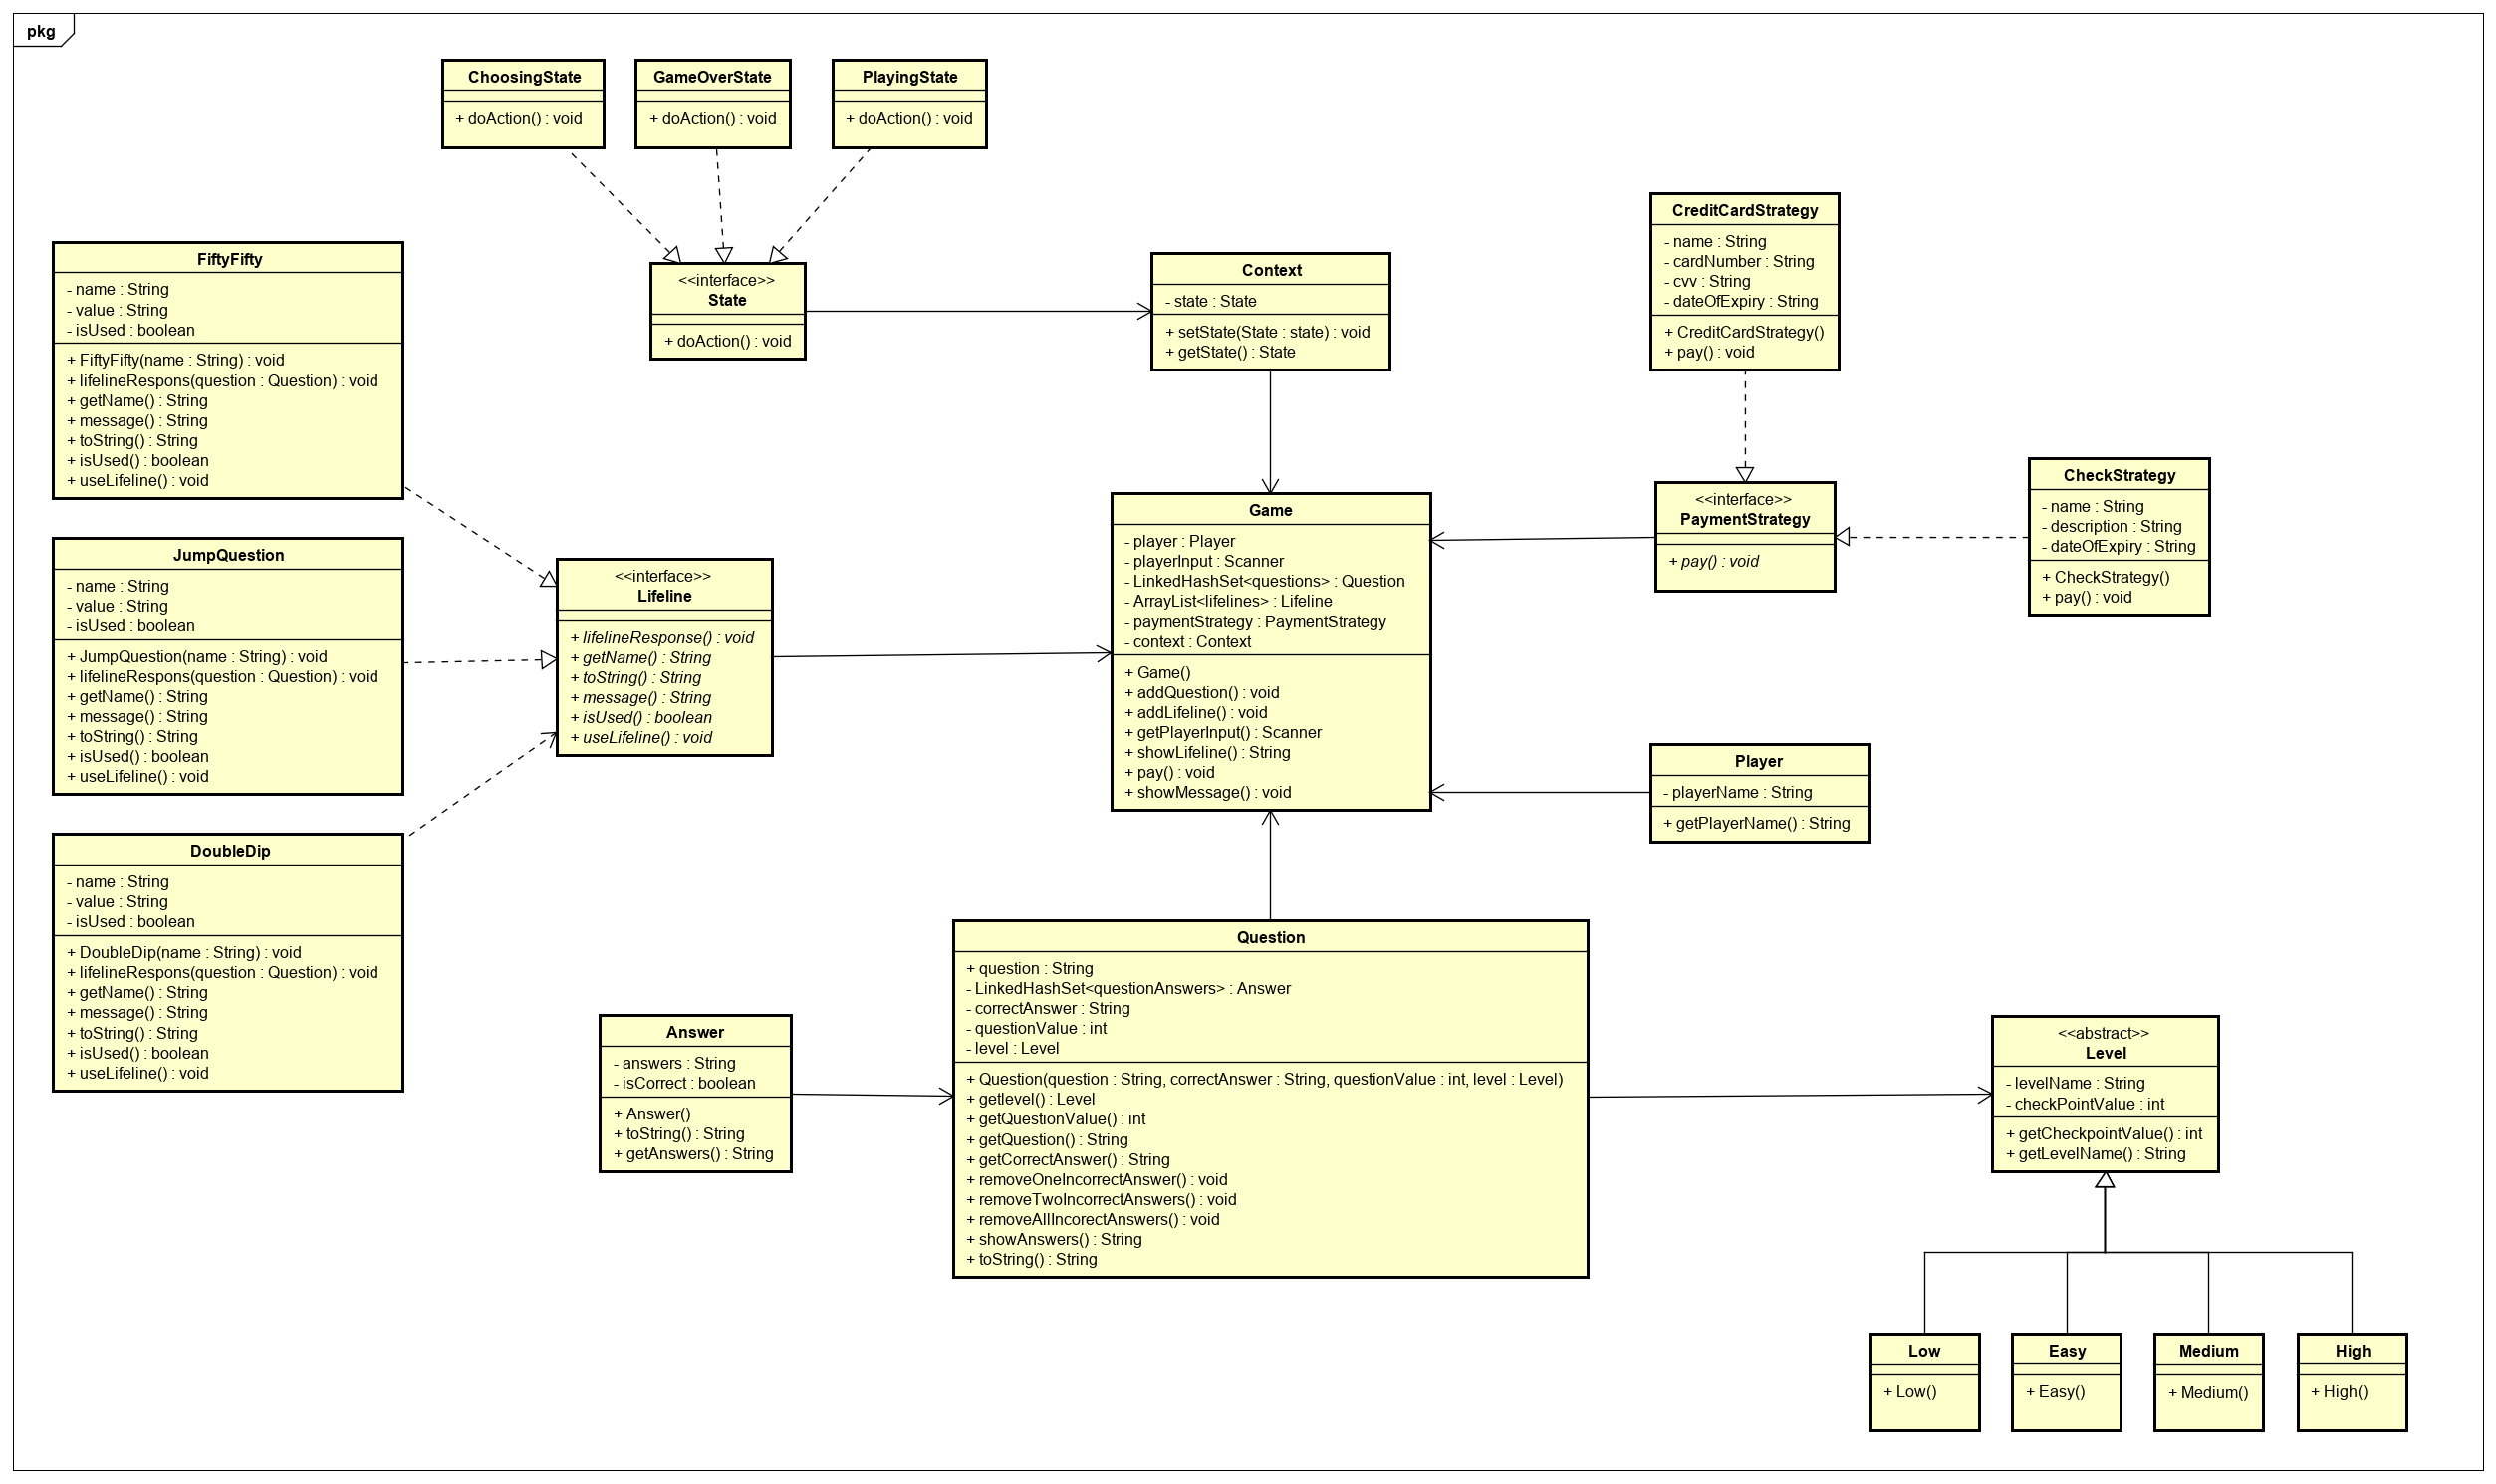 pkg
ChoosingState
+ doAction() : void
GameOverState
+ doAction() : void
PlayingState
+ doAction() : void
<<interface>>
State
+ doAction() : void
Context
- state : State
+ setState(State : state) : void
+ getState() : State
CreditCardStrategy
- name : String
- cardNumber : String
- cvv : String
- dateOfExpiry : String
+ CreditCardStrategy()
+ pay() : void
FiftyFifty
- name : String
- value : String
- isUsed : boolean
+ FiftyFifty(name : String) : void
+ lifelineRespons(question : Question) : void
+ getName() : String
+ message() : String
+ toString() : String
+ isUsed() : boolean
+ useLifeline() : void
<<interface>>
PaymentStrategy
+ pay() : void
CheckStrategy
- name : String
- description : String
- dateOfExpiry : String
+ CheckStrategy()
+ pay() : void
JumpQuestion
- name : String
- value : String
- isUsed : boolean
+ JumpQuestion(name : String) : void
+ lifelineRespons(question : Question) : void
+ getName() : String
+ message() : String
+ toString() : String
+ isUsed() : boolean
+ useLifeline() : void
<<interface>>
Lifeline
+ lifelineResponse() : void
+ getName() : String
+ toString() : String
+ message() : String
+ isUsed() : boolean
+ useLifeline() : void
Game
- player : Player
- playerInput : Scanner
- LinkedHashSet<questions> : Question
- ArrayList<lifelines> : Lifeline
- paymentStrategy : PaymentStrategy
- context : Context
+ Game()
+ addQuestion() : void
+ addLifeline() : void
+ getPlayerInput() : Scanner
+ showLifeline() : String
+ pay() : void
+ showMessage() : void
Player
- playerName : String
+ getPlayerName() : String
DoubleDip
- name : String
- value : String
- isUsed : boolean
+ DoubleDip(name : String) : void
+ lifelineRespons(question : Question) : void
+ getName() : String
+ message() : String
+ toString() : String
+ isUsed() : boolean
+ useLifeline() : void
Answer
- answers : String
- isCorrect : boolean
+ Answer()
+ toString() : String
+ getAnswers() : String
Question
+ question : String
- LinkedHashSet<questionAnswers> : Answer
- correctAnswer : String
- questionValue : int
- level : Level
+ Question(question : String, correctAnswer : String, questionValue : int, level : Level)
+ getlevel() : Level
+ getQuestionValue() : int
+ getQuestion() : String
+ getCorrectAnswer() : String
+ removeOneIncorrectAnswer() : void
+ removeTwoIncorrectAnswers() : void
+ removeAllIncorectAnswers() : void
+ showAnswers() : String
+ toString() : String
<<abstract>>
Level
- levelName : String
- checkPointValue : int
+ getCheckpointValue() : int
+ getLevelName() : String
Low
+ Low()
Easy
+ Easy()
Medium
+ Medium()
High
+ High()